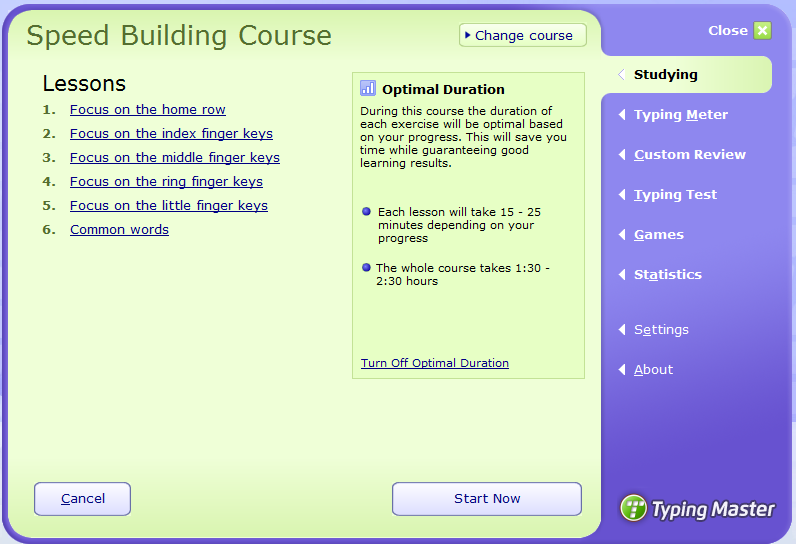 Speed Building Course
Change course
Close
Lessons
1. Focus on the home row
2. Focus on the index finger keys
3. Focus on the middle finger keys
4. Focus on the ring finger keys
5. Focus on the little finger keys
6. Common words
Optimal Duration
During this course the duration of
each exercise will be optimal based
on your progress. This will save you
time while guaranteeing good
learning results.
Each lesson will take 15 - 25
minutes depending on your
progress
The whole course takes 1:30 -
2:30 hours
Turn Off Optimal Duration
Cancel
Start Now
Studying
Typing Meter
Custom Review
Typing Test
Games
Statistics
Settings
About
Typing Master